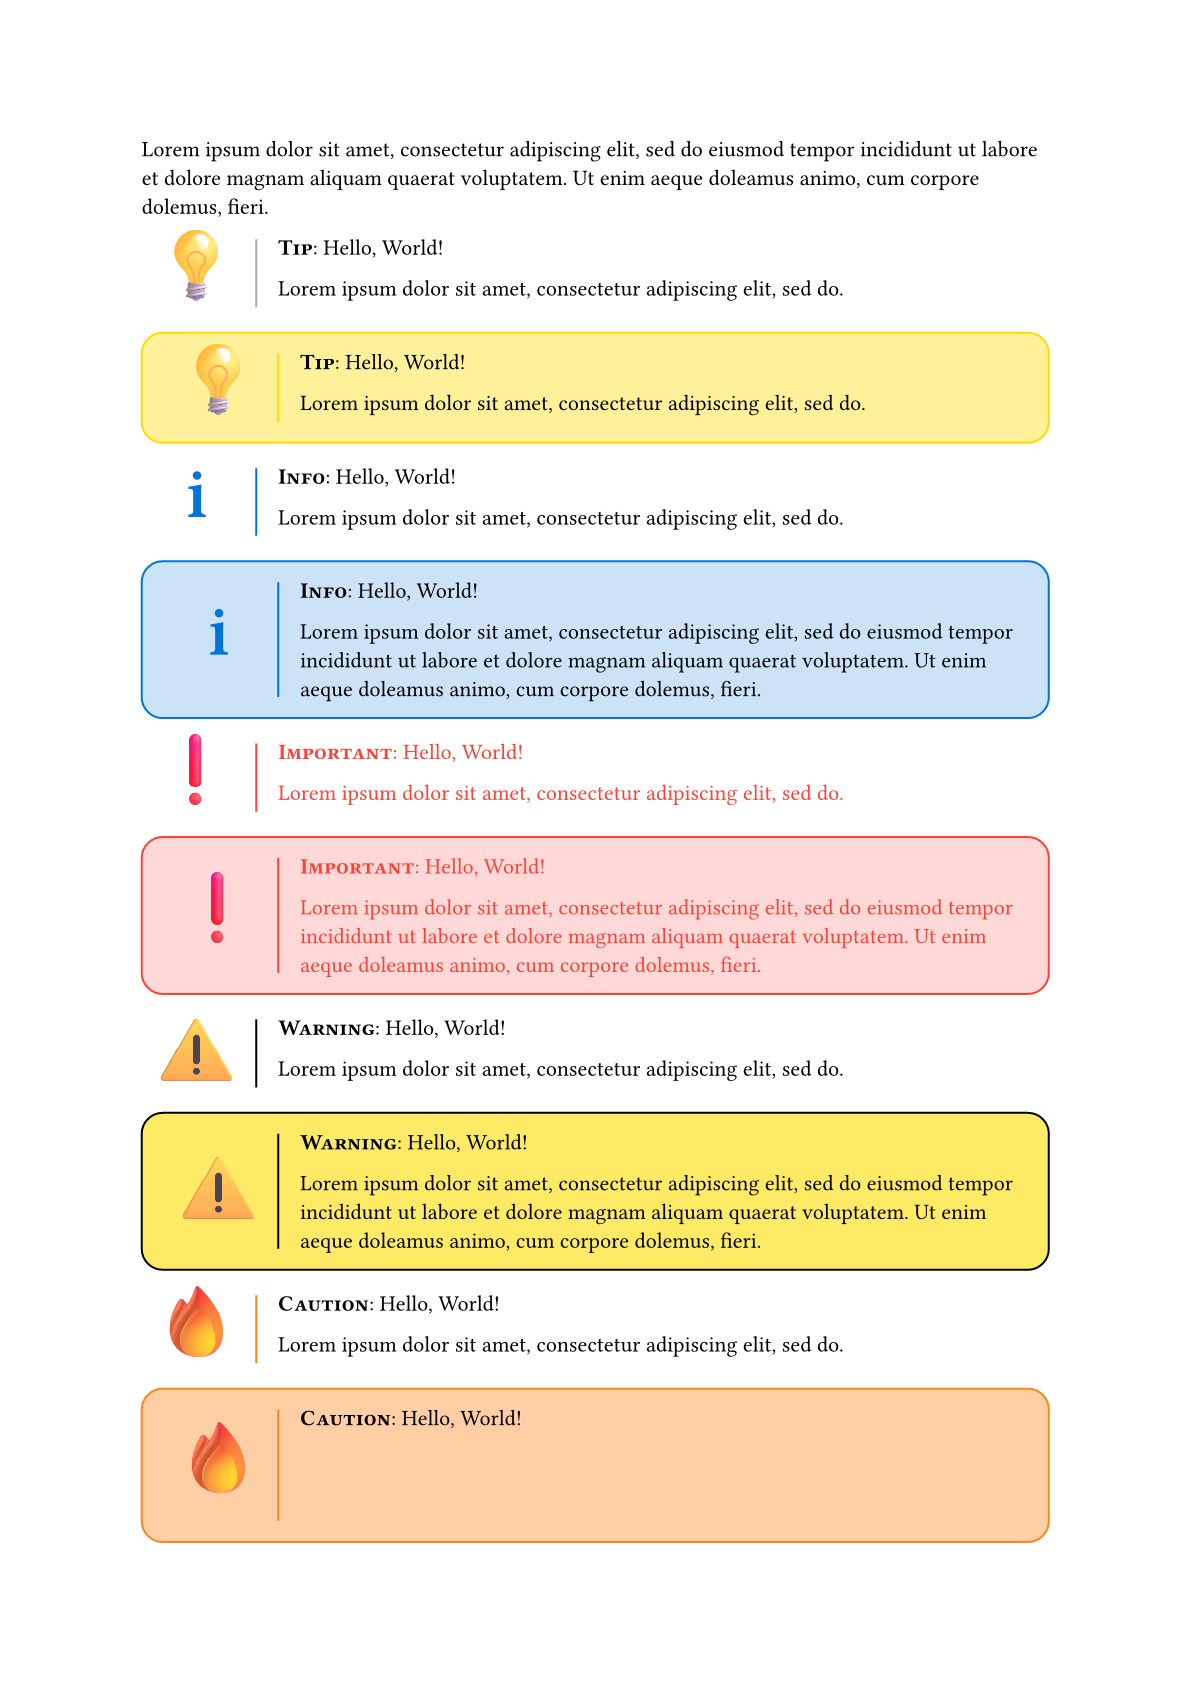 Lorem ipsum dolor sit amet, consectetur adipiscing elit, sed do eiusmod tempor incididunt ut labore
et dolore magnam aliquam quaerat voluptatem. Ut enim aeque doleamus animo, cum corpore
dolemus, fieri.
Tip: Hello, World!
Lorem ipsum dolor sit amet, consectetur adipiscing elit, sed do.
Tip: Hello, World!
Lorem ipsum dolor sit amet, consectetur adipiscing elit, sed do.
i
Info: Hello, World!
Lorem ipsum dolor sit amet, consectetur adipiscing elit, sed do.
i
Info: Hello, World!
Lorem ipsum dolor sit amet, consectetur adipiscing elit, sed do eiusmod tempor
incididunt ut labore et dolore magnam aliquam quaerat voluptatem. Ut enim
aeque doleamus animo, cum corpore dolemus, fieri.
Important: Hello, World!
Lorem ipsum dolor sit amet, consectetur adipiscing elit, sed do.
Important: Hello, World!
Lorem ipsum dolor sit amet, consectetur adipiscing elit, sed do eiusmod tempor
incididunt ut labore et dolore magnam aliquam quaerat voluptatem. Ut enim
aeque doleamus animo, cum corpore dolemus, fieri.
Warning: Hello, World!
Lorem ipsum dolor sit amet, consectetur adipiscing elit, sed do.
Warning: Hello, World!
Lorem ipsum dolor sit amet, consectetur adipiscing elit, sed do eiusmod tempor
incididunt ut labore et dolore magnam aliquam quaerat voluptatem. Ut enim
aeque doleamus animo, cum corpore dolemus, fieri.
Caution: Hello, World!
Lorem ipsum dolor sit amet, consectetur adipiscing elit, sed do.
Caution: Hello, World!